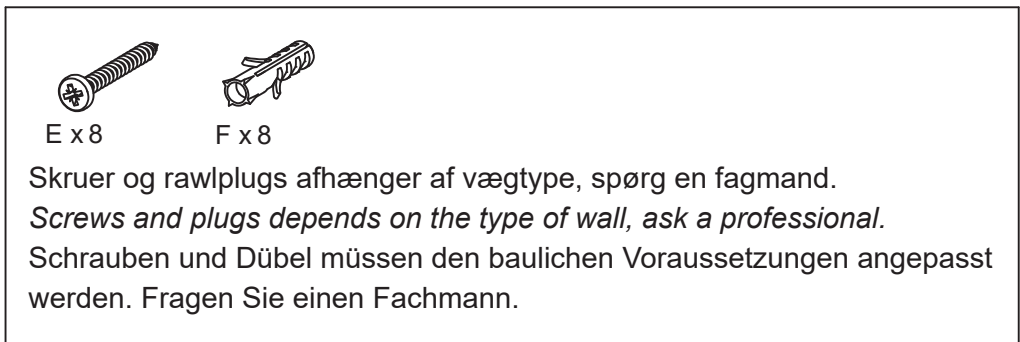 E x 8 F x 8
Skruer og rawlplugs afhænger af vægtype, spørg en fagmand.
Screws and plugs depends on the type of wall, ask a professional.
Schrauben und Dübel müssen den baulichen Voraussetzungen angepasst
werden. Fragen Sie einen Fachmann.